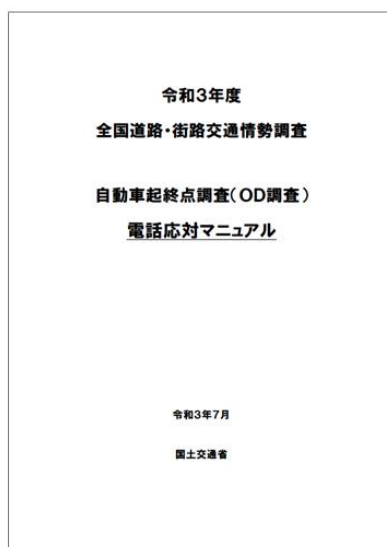 令和3年度
全国道路・街路交通情勢調査
自動車起終点調査(OD調査)
電話応対マニュアル
令和3年7月
国土交通省